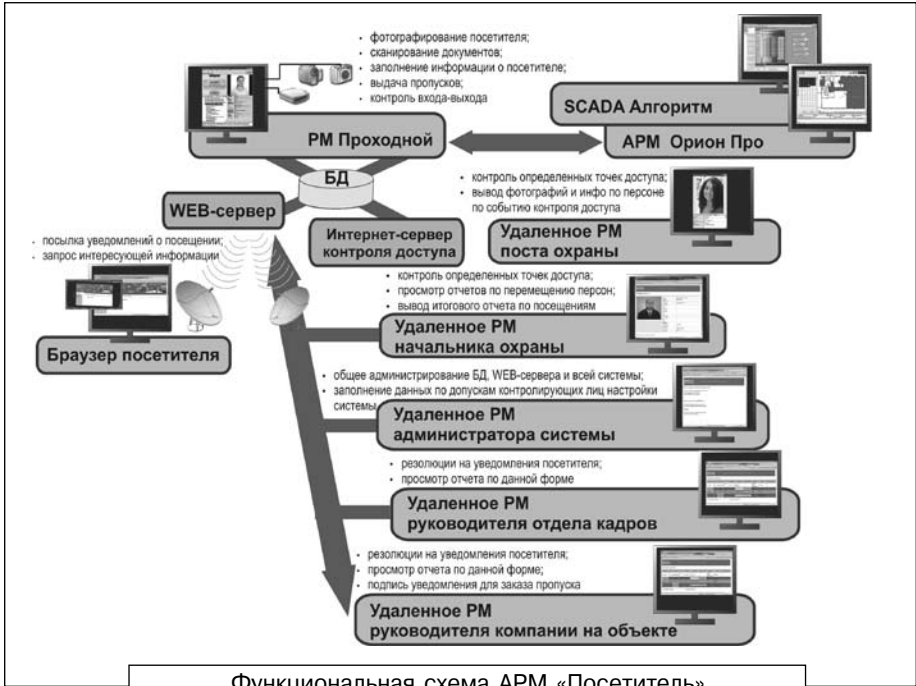 • фотографирование посетителя;
• сканирование документов;
• заполнение информации о посетителе;
• выдача пропусков;
• контроль входа-выхода
РМ Проходной
SCADA Алгоритм
АРМ Орион Про
БД
WEB-сервер
Интернет-сервер
контроля доступа
• контроль определенных точек доступа;
• вывод фотографий и инфо по персоне
по событию контроля доступа
Удаленное РМ
поста охраны
• посылка уведомлений о посещении;
• запрос интересующей информации
Браузер посетителя
• контроль определенных точек доступа;
• просмотр отчетов по перемещению персон;
• вывод итогового отчета по посещениям
Удаленное РМ
начальника охраны
• общее администрирование БД, WEB-сервера и всей системы;
• заполнение данных по допускам контролирующих лиц настройки
системы
Удаленное РМ
администратора системы
• резолюции на уведомления посетителя;
• просмотр отчета по данной форме
Удаленное РМ
руководителя отдела кадров
• резолюции на уведомления посетителя;
• просмотр отчета по данной форме;
• подпись уведомления для заказа пропуска
Удаленное РМ
руководителя компании на объекте
Функциональная схема АРМ «Посетитель»